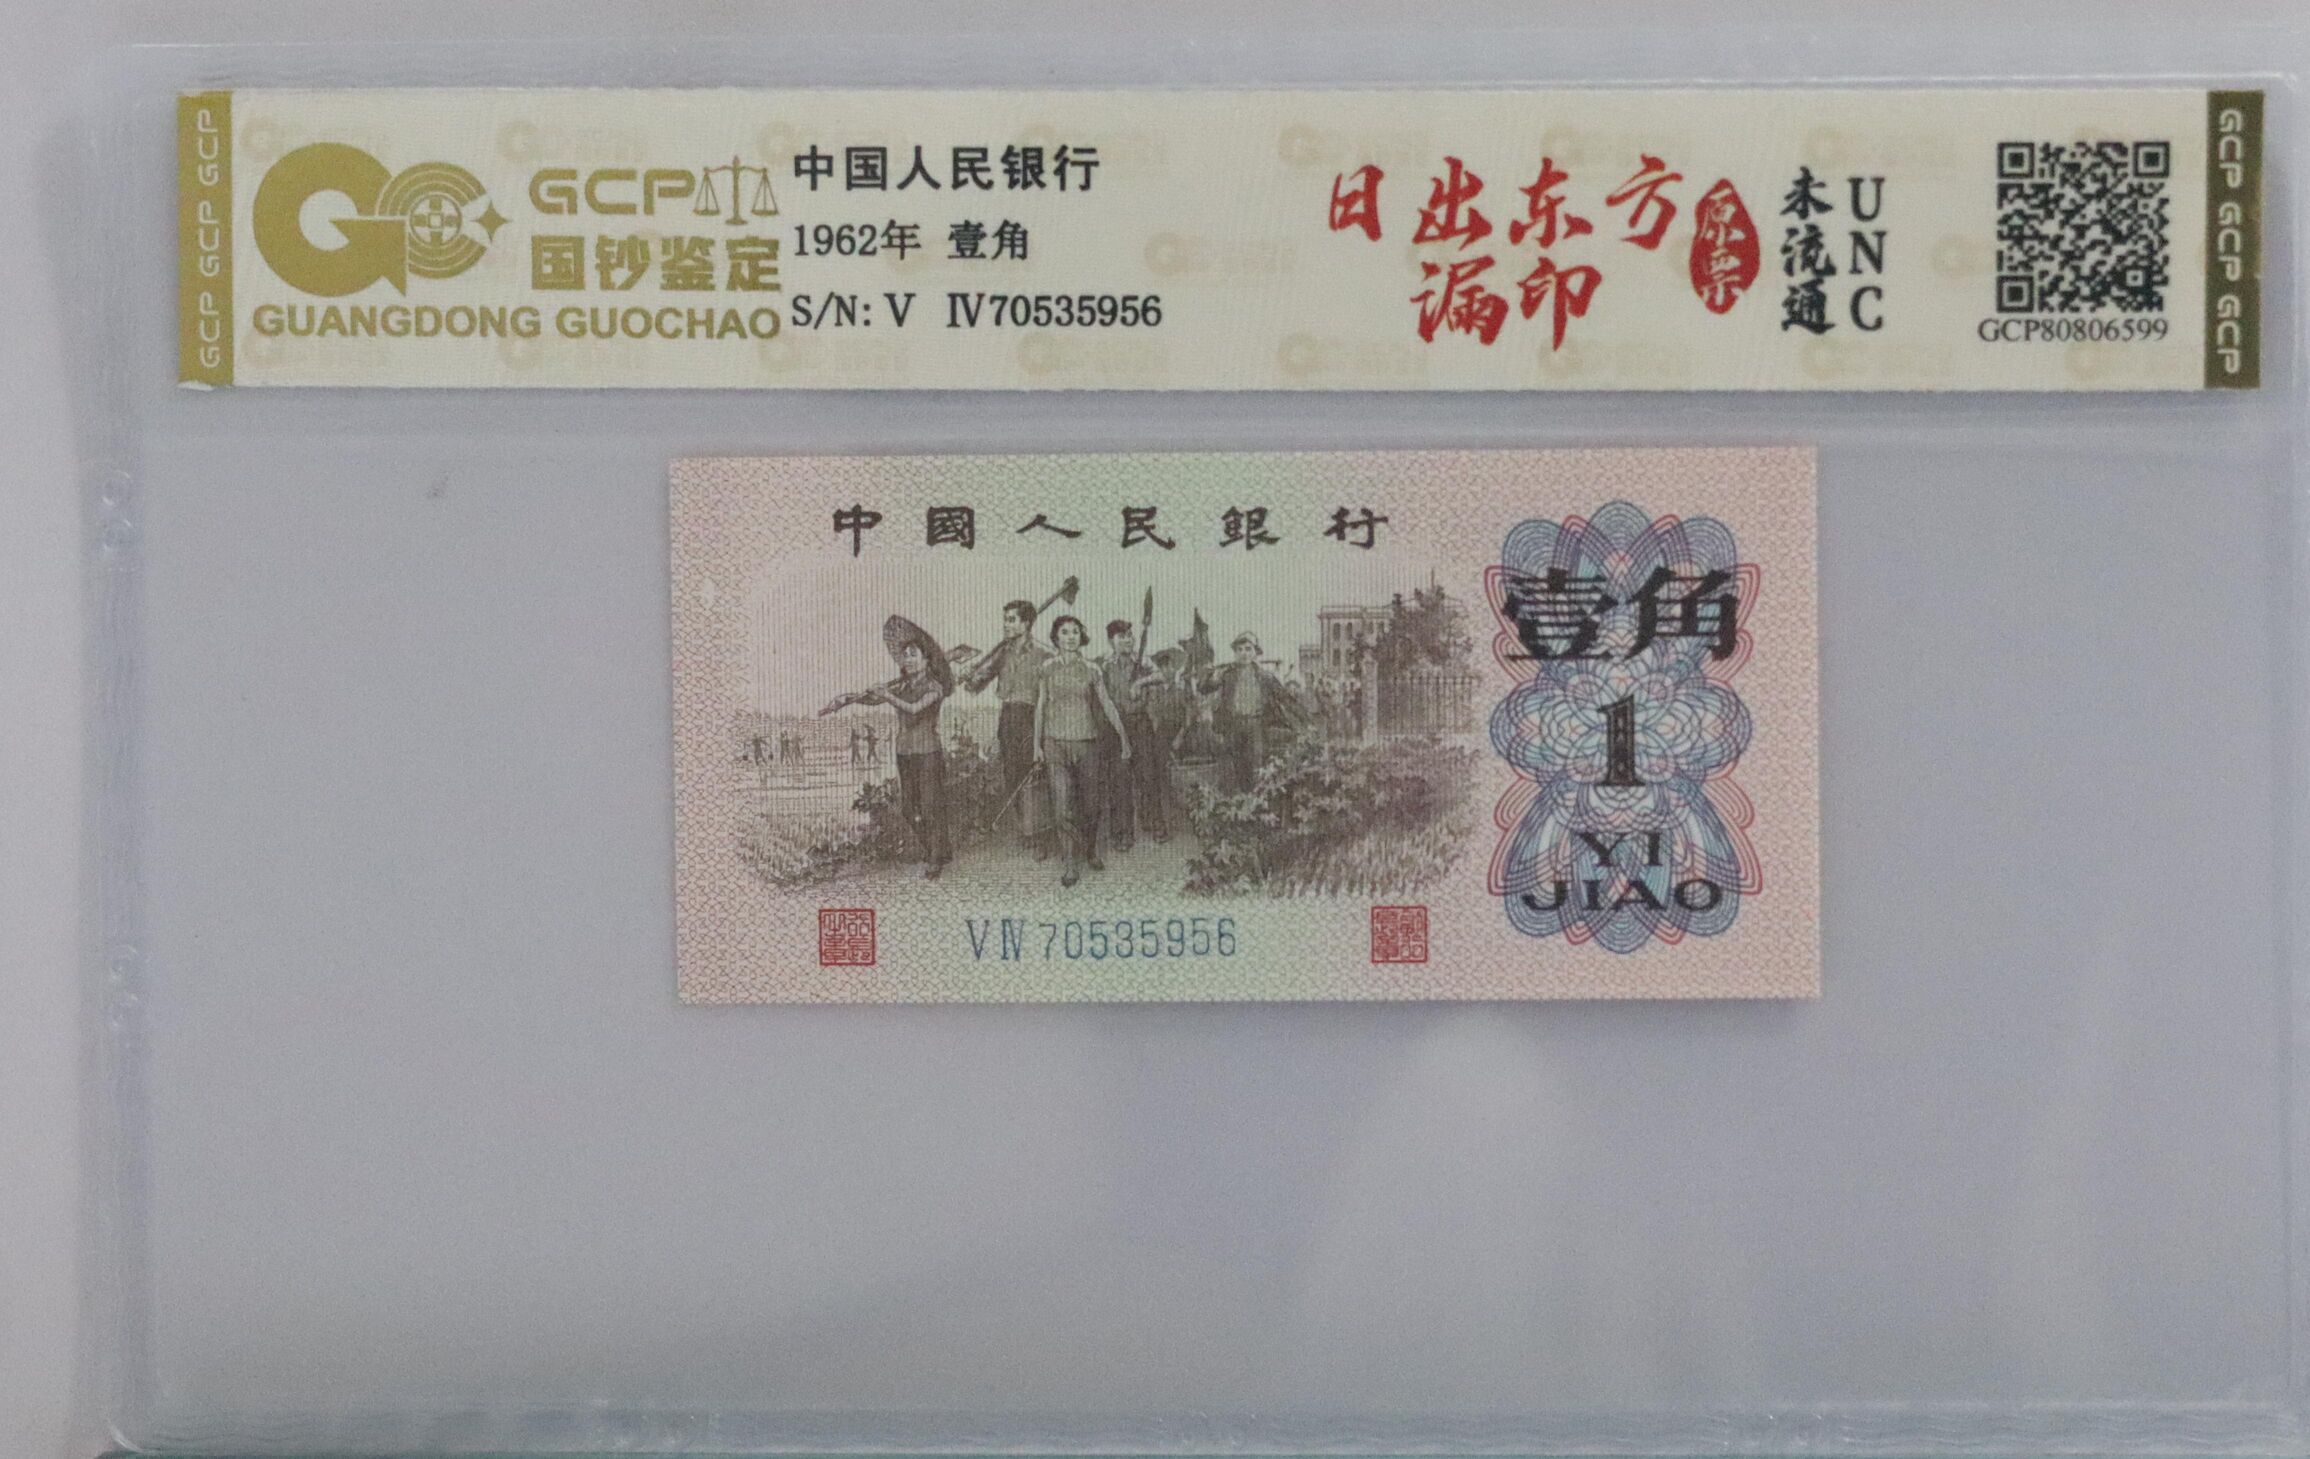 GCP GCP GCP
GCP
国钞鉴定
GUANGDONG GUOCHAO
中国人民银行
1962年 壹角
S/N: V Ⅳ70535956
日出东方
漏印
原票
未流通
UNC
GCP80806599
GCP GCP GCP
中國人民銀行
壹角
1
YI
JIAO
V Ⅳ 70535956